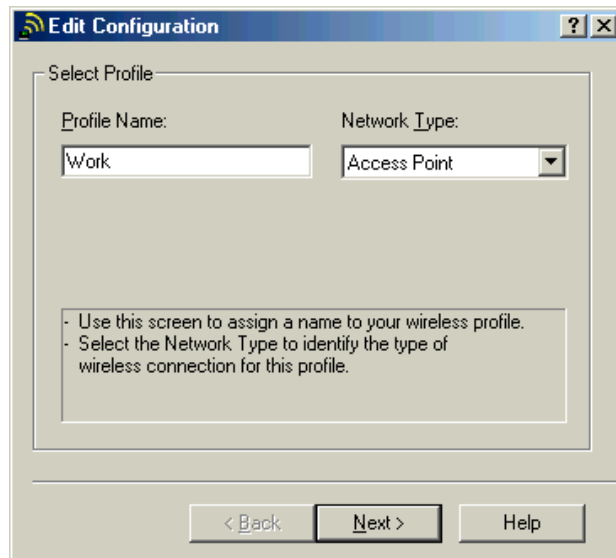 Edit Configuration
Select Profile
Profile Name:
Network Type:
Work
Access Point
- Use this screen to assign a name to your wireless profile.
- Select the Network Type to identify the type of
wireless connection for this profile.
< Back
Next >
Help